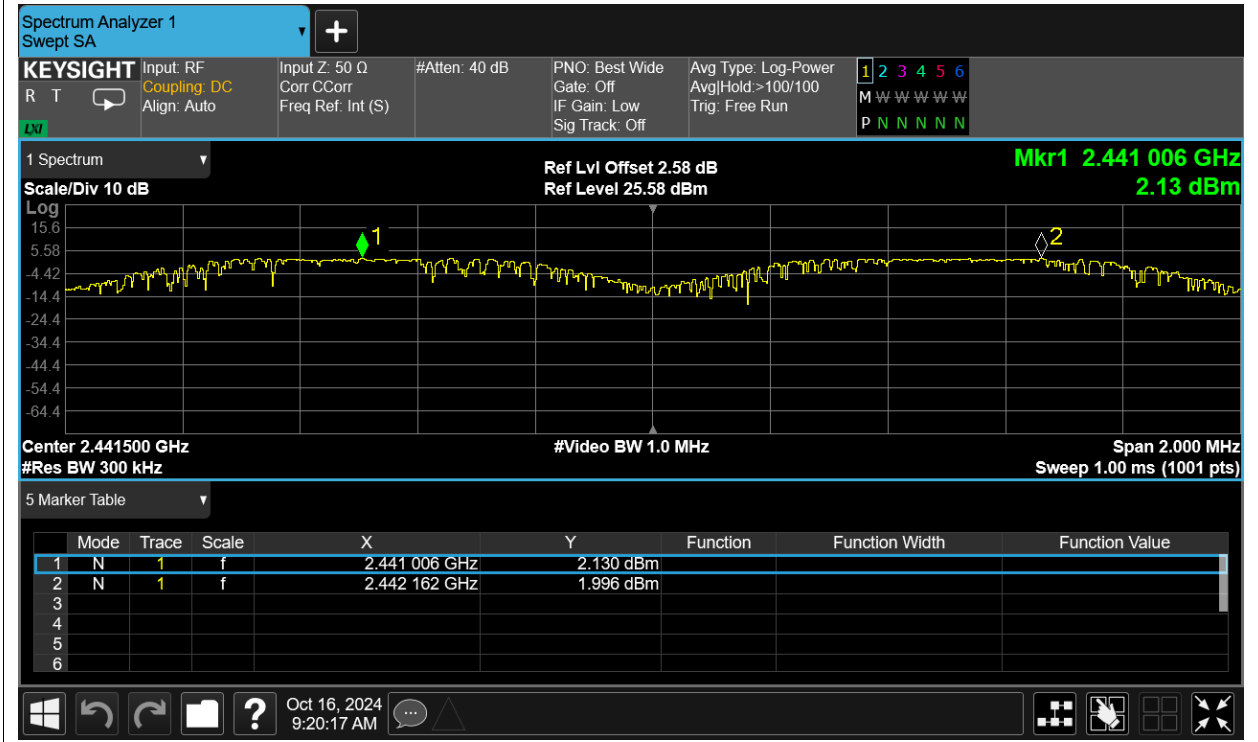 Spectrum Analyzer 1
Swept SA
KEYSIGHT Input: RF Input Z: 50 Ω #Atten: 40 dB PNO: Best Wide Avg Type: Log-Power 1 2 3 4 5 6
R T Coupling: DC Corr CCorr Gate: Off Avg|Hold:>100/100 M W W W W W
Align: Auto Freq Ref: Int (S) IF Gain: Low Trig: Free Run
LXI Sig Track: Off P N N N N N
1 Spectrum Ref Lvl Offset 2.58 dB Mkr1 2.441 006 GHz
Scale/Div 10 dB Ref Level 25.58 dBm 2.13 dBm
Log
15.6
1 2
5.58
-4.42
-14.4
-24.4
-34.4
-44.4
-54.4
-64.4
Center 2.441500 GHz #Video BW 1.0 MHz Span 2.000 MHz
#Res BW 300 kHz Sweep 1.00 ms (1001 pts)
5 Marker Table
Mode Trace Scale X Y Function Function Width Function Value
1 N 1 f 2.441 006 GHz 2.130 dBm
2 N 1 f 2.442 162 GHz 1.996 dBm
3
4
5
6
? Oct 16, 2024
9:20:17 AM